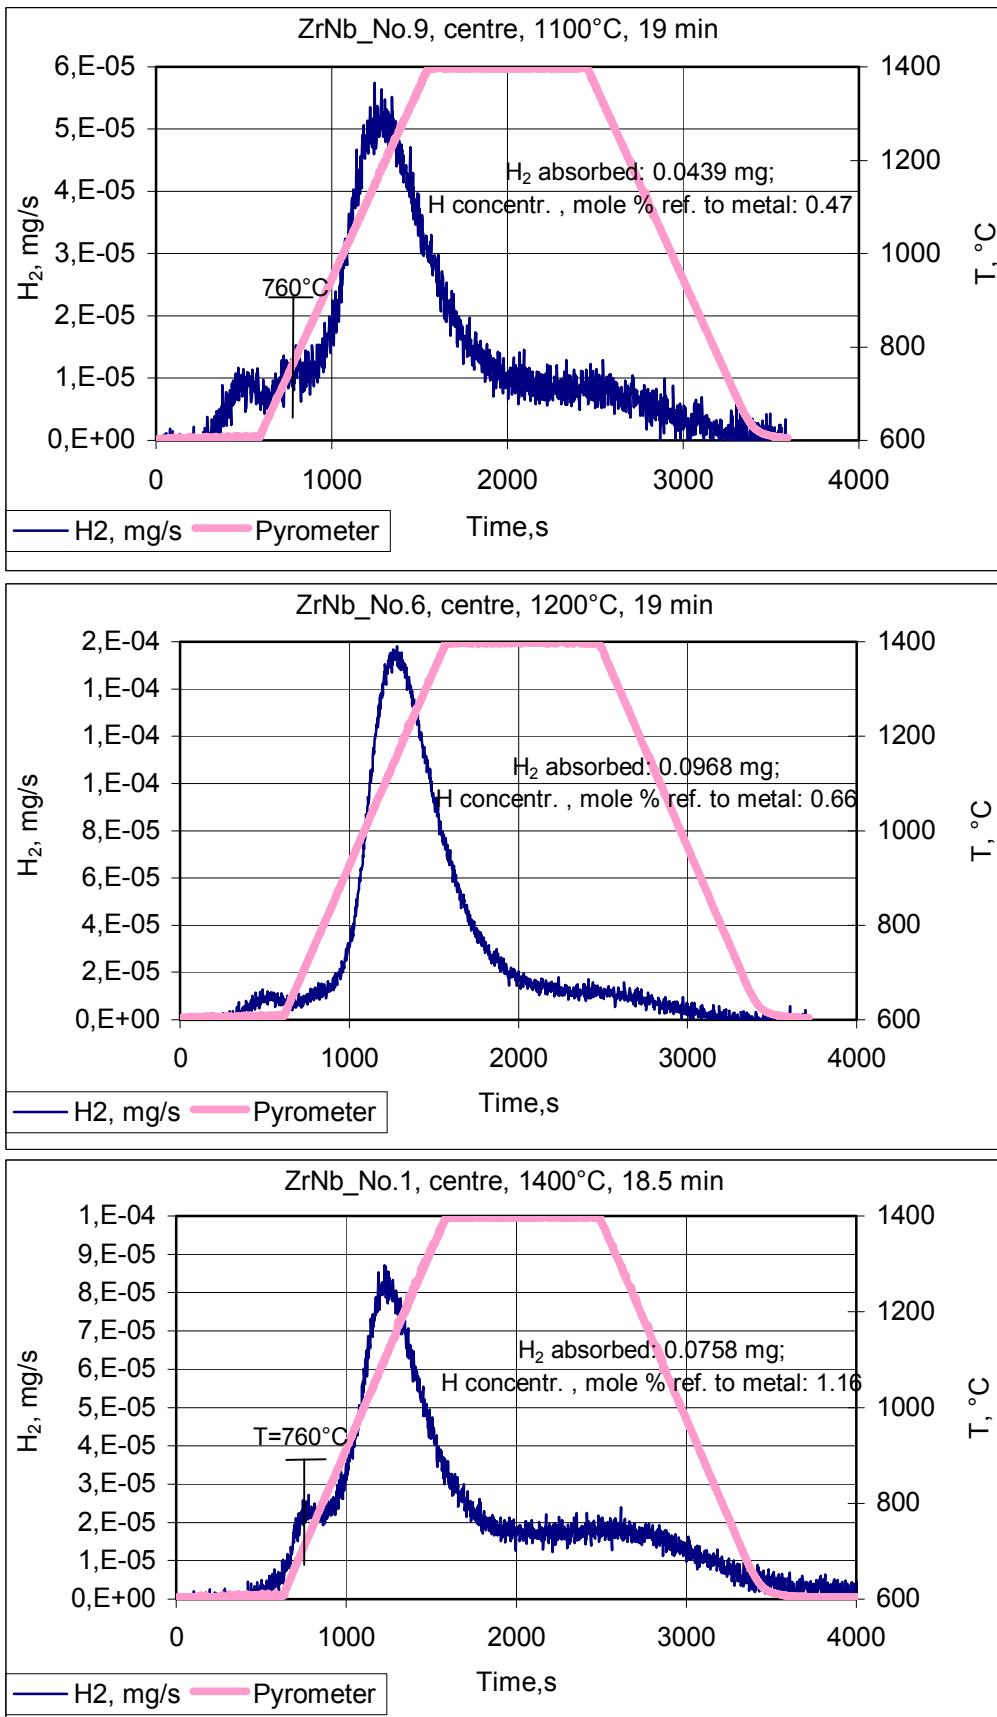 ZrNb_No.9, centre, 1100°C, 19 min
6,E-05
5,E-05
4,E-05
3,E-05
2,E-05
1,E-05
0,E+00
H₂, mg/s
1400
1200
1000
800
600
T, °C
H₂ absorbed: 0.0439 mg;
H concentr. , mole % ref. to metal: 0.47
760°C
0 1000 2000 3000 4000
Time,s
H2, mg/s Pyrometer
ZrNb_No.6, centre, 1200°C, 19 min
2,E-04
1,E-04
1,E-04
1,E-04
8,E-05
6,E-05
4,E-05
2,E-05
0,E+00
H₂, mg/s
1400
1200
1000
800
600
T, °C
H₂ absorbed: 0.0968 mg;
H concentr. , mole % ref. to metal: 0.66
0 1000 2000 3000 4000
Time,s
H2, mg/s Pyrometer
ZrNb_No.1, centre, 1400°C, 18.5 min
1,E-04
9,E-05
8,E-05
7,E-05
6,E-05
5,E-05
4,E-05
3,E-05
2,E-05
1,E-05
0,E+00
H₂, mg/s
1400
1200
1000
800
600
T, °C
H₂ absorbed: 0.0758 mg;
H concentr. , mole % ref. to metal: 1.16
T=760°C
0 1000 2000 3000 4000
Time,s
H2, mg/s Pyrometer